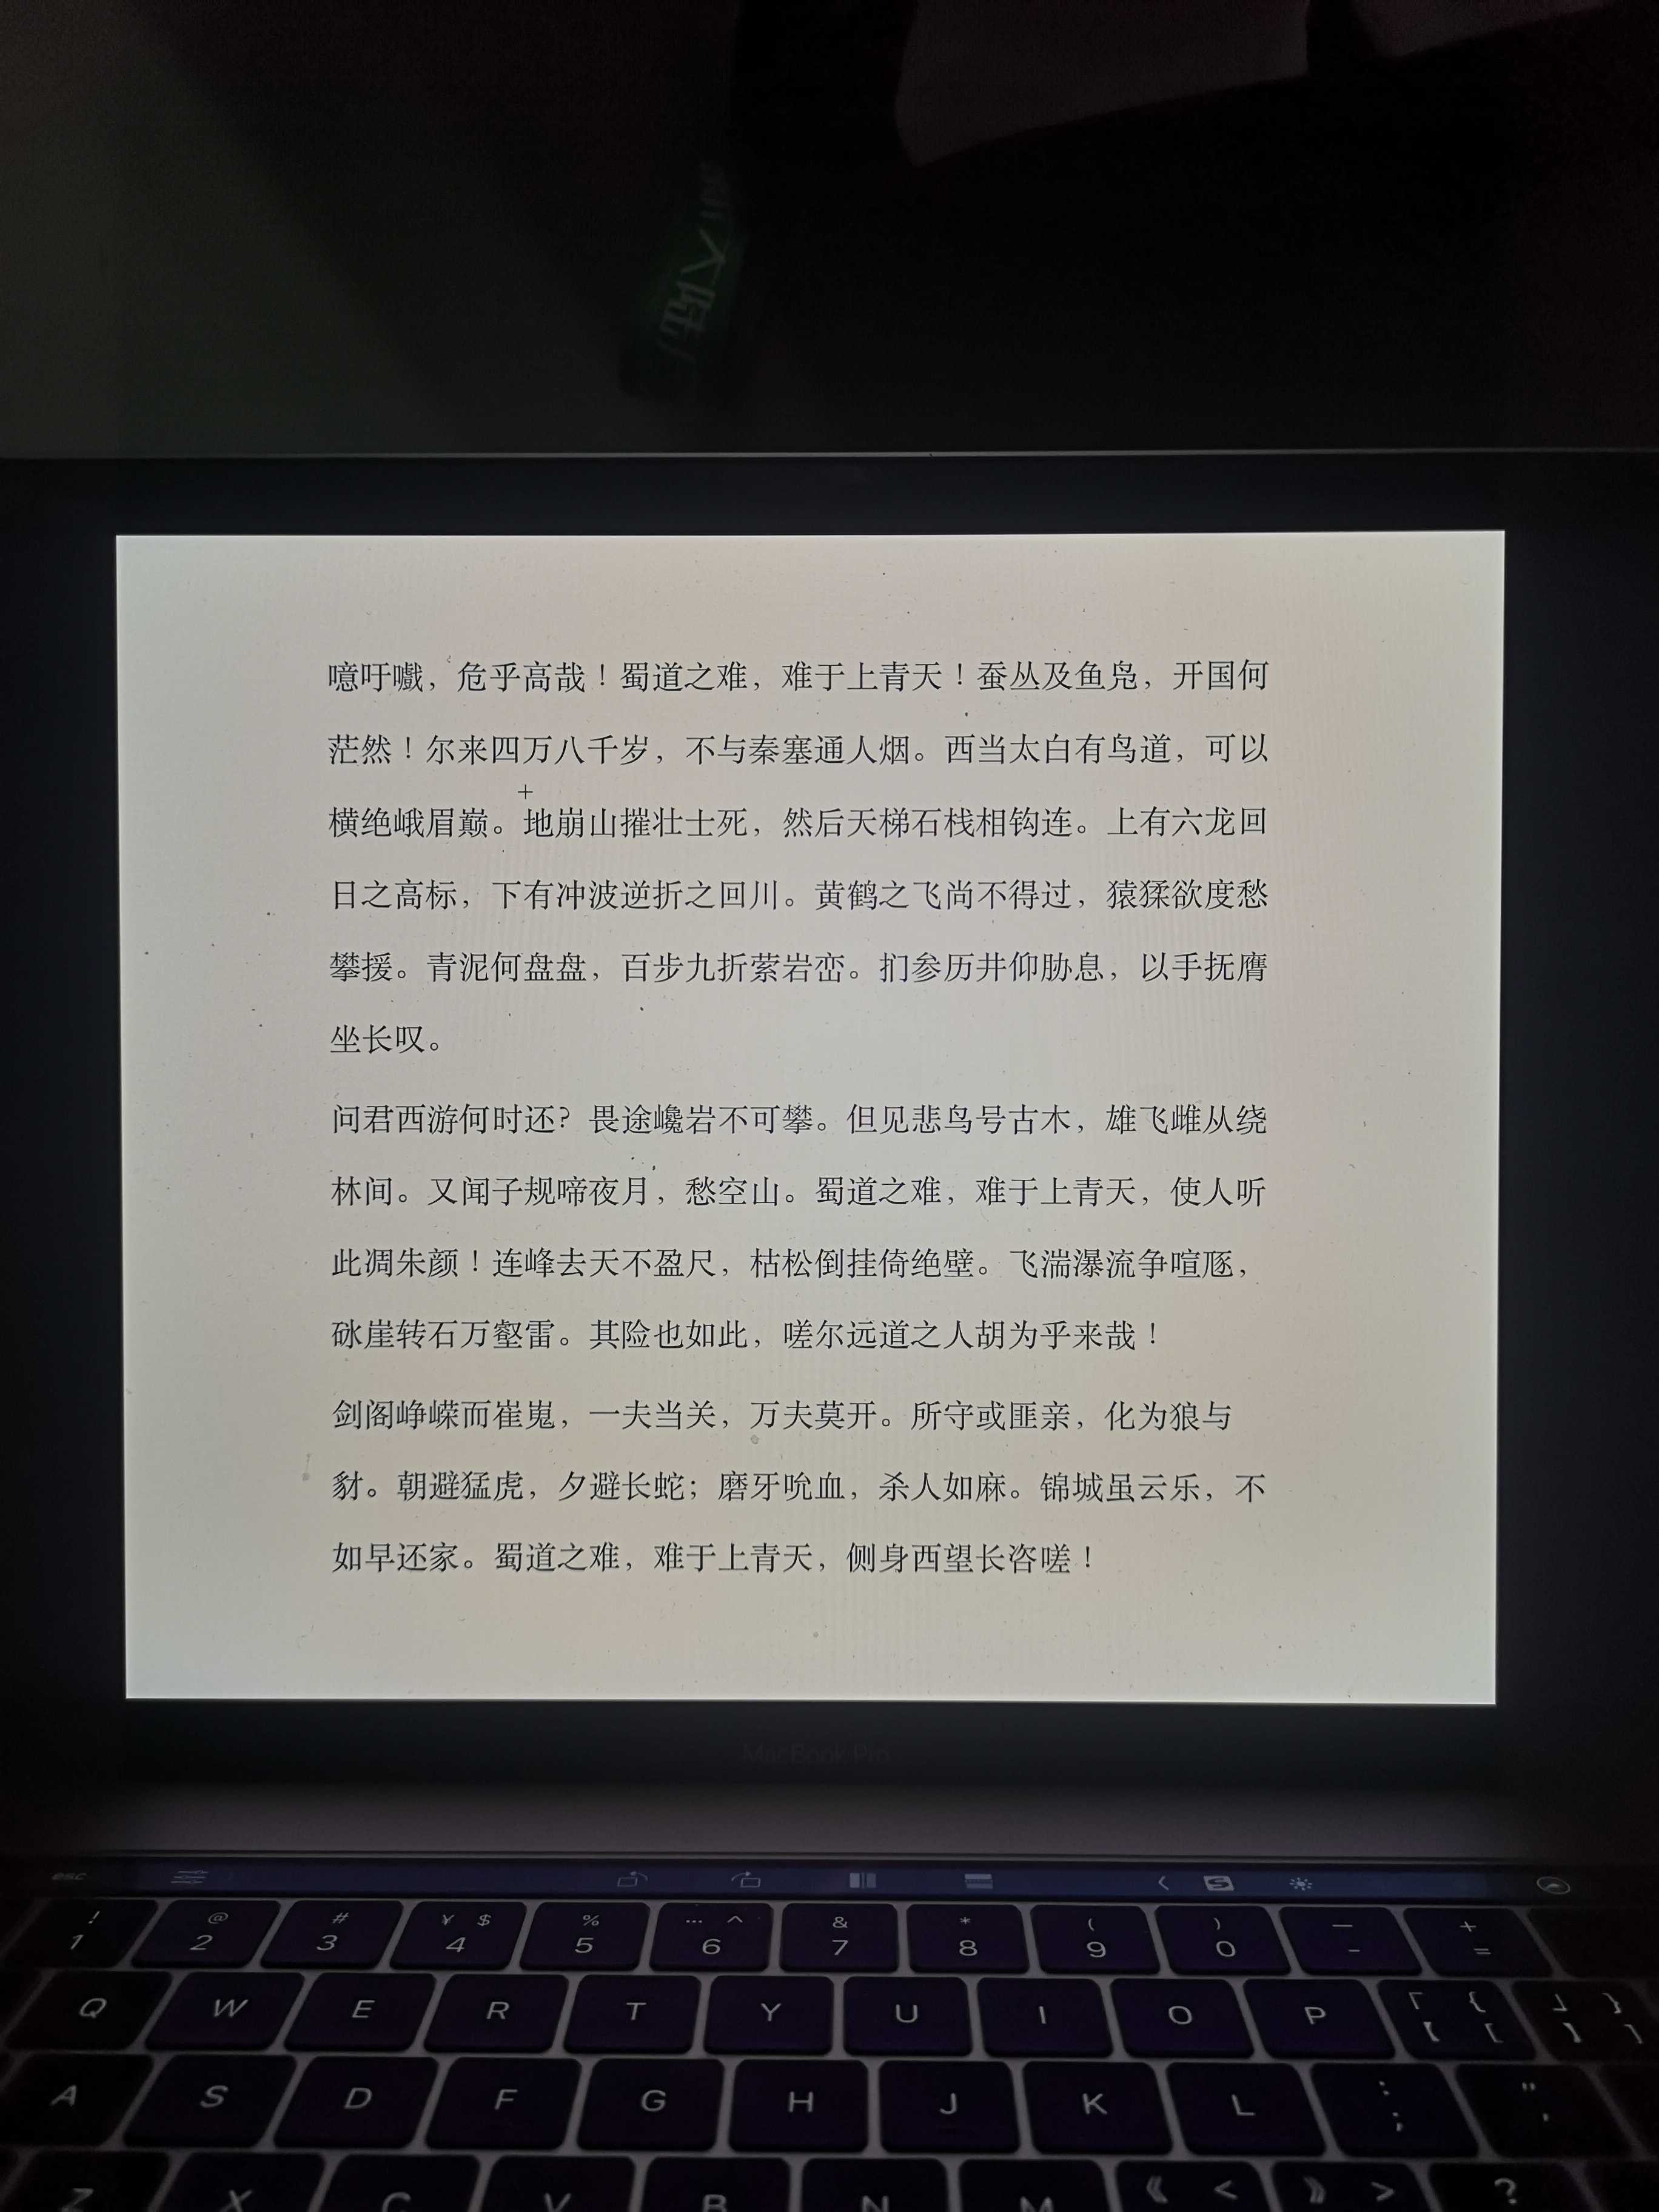 大陆
噫吁嚱，危乎高哉！蜀道之难，难于上青天！蚕丛及鱼凫，开国何
茫然！尔来四万八千岁，不与秦塞通人烟。西当太白有鸟道，可以
横绝峨眉巅。地崩山摧壮士死，然后天梯石栈相钩连。上有六龙回
日之高标，下有冲波逆折之回川。黄鹤之飞尚不得过，猿猱欲度愁
攀援。青泥何盘盘，百步九折萦岩峦。扪参历井仰胁息，以手抚膺
坐长叹。
问君西游何时还？畏途巉岩不可攀。但见悲鸟号古木，雄飞雌从绕
林间。又闻子规啼夜月，愁空山。蜀道之难，难于上青天，使人听
此凋朱颜！连峰去天不盈尺，枯松倒挂倚绝壁。飞湍瀑流争喧豗，
砯崖转石万壑雷。其险也如此，嗟尔远道之人胡为乎来哉！
剑阁峥嵘而崔嵬，一夫当关，万夫莫开。所守或匪亲，化为狼与
豺。朝避猛虎，夕避长蛇；磨牙吮血，杀人如麻。锦城虽云乐，不
如早还家。蜀道之难，难于上青天，侧身西望长咨嗟！
MacBook Pro
esc
! @ # ¥ $ % … ^ & * ( ) — +
1 2 3 4 5 6 7 8 9 0 - =
Q W E R T Y U I O P 「 { 」 }
【 [ 】 ]
A S D F G H J K L : "
; '
Z X C V B N M 《 < 》 > ?